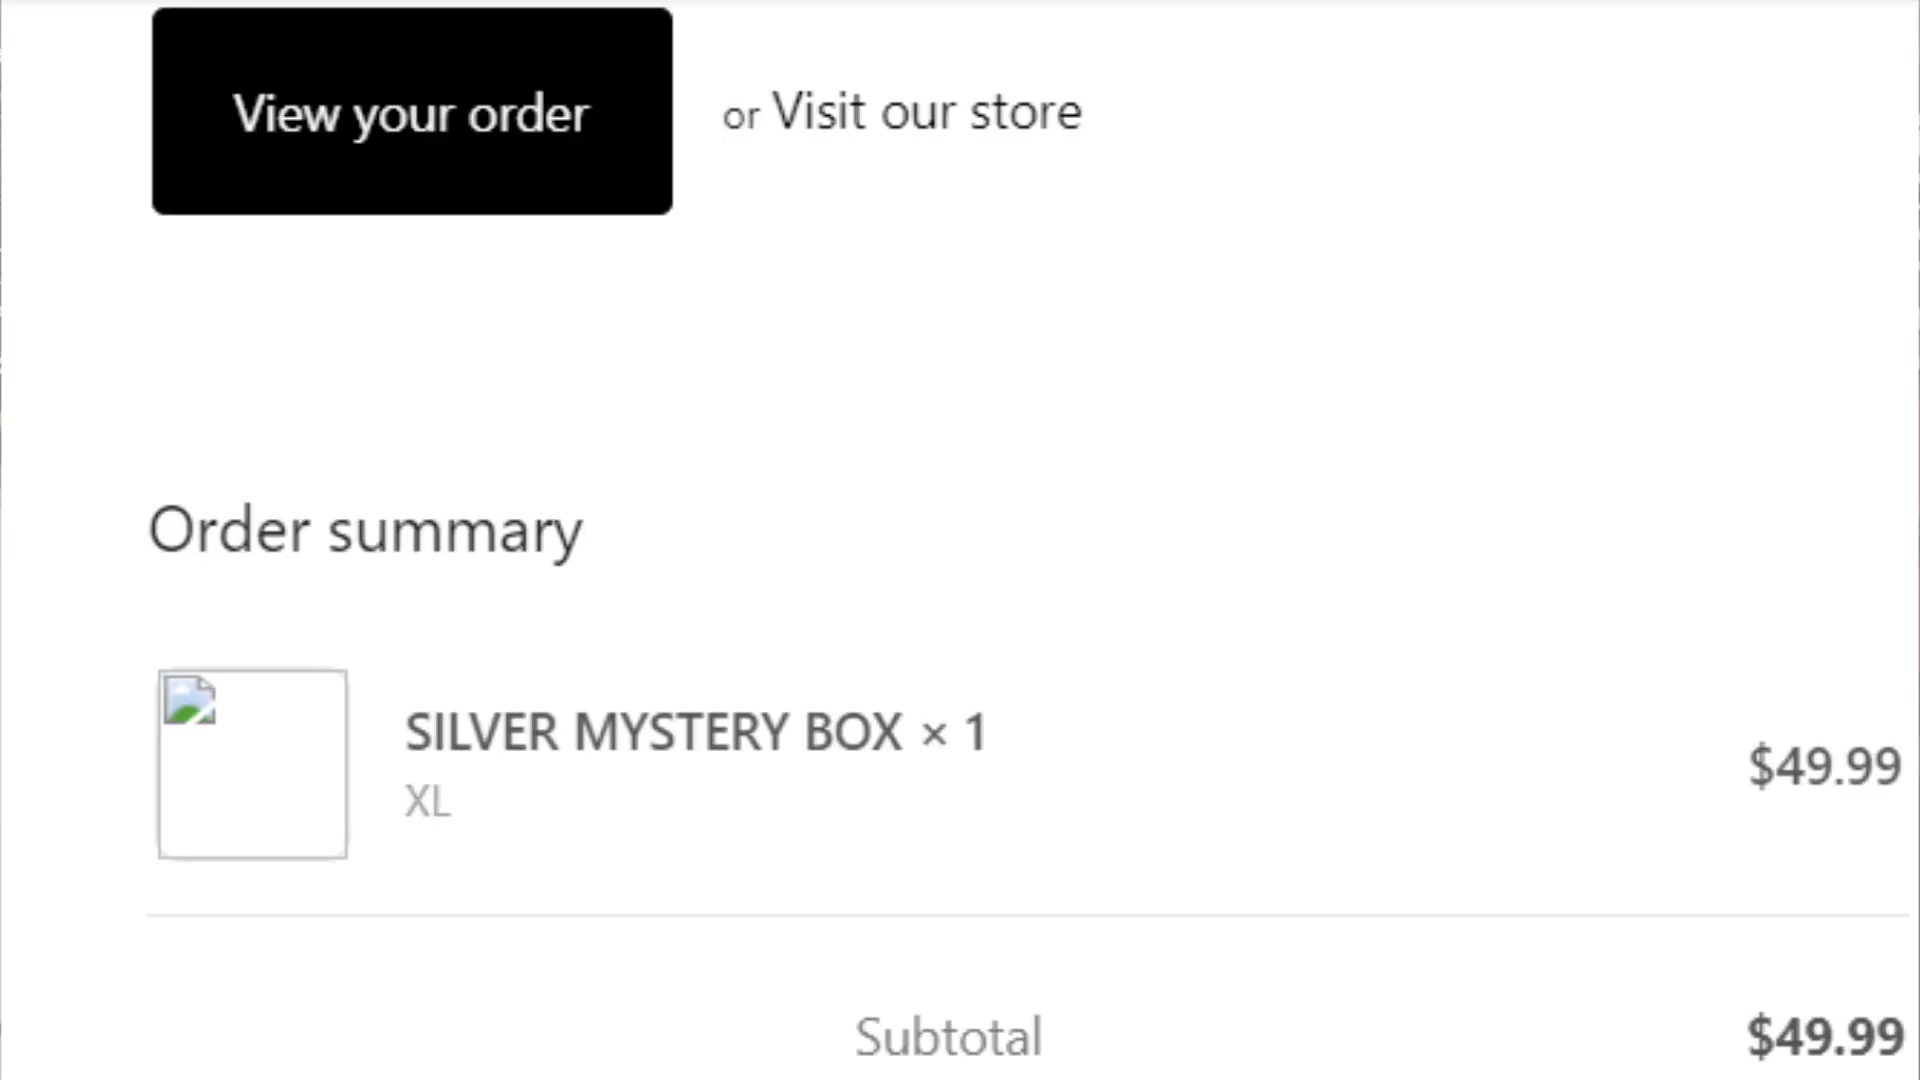 View your order or Visit our store
Order summary
SILVER MYSTERY BOX × 1
XL
$49.99
Subtotal $49.99